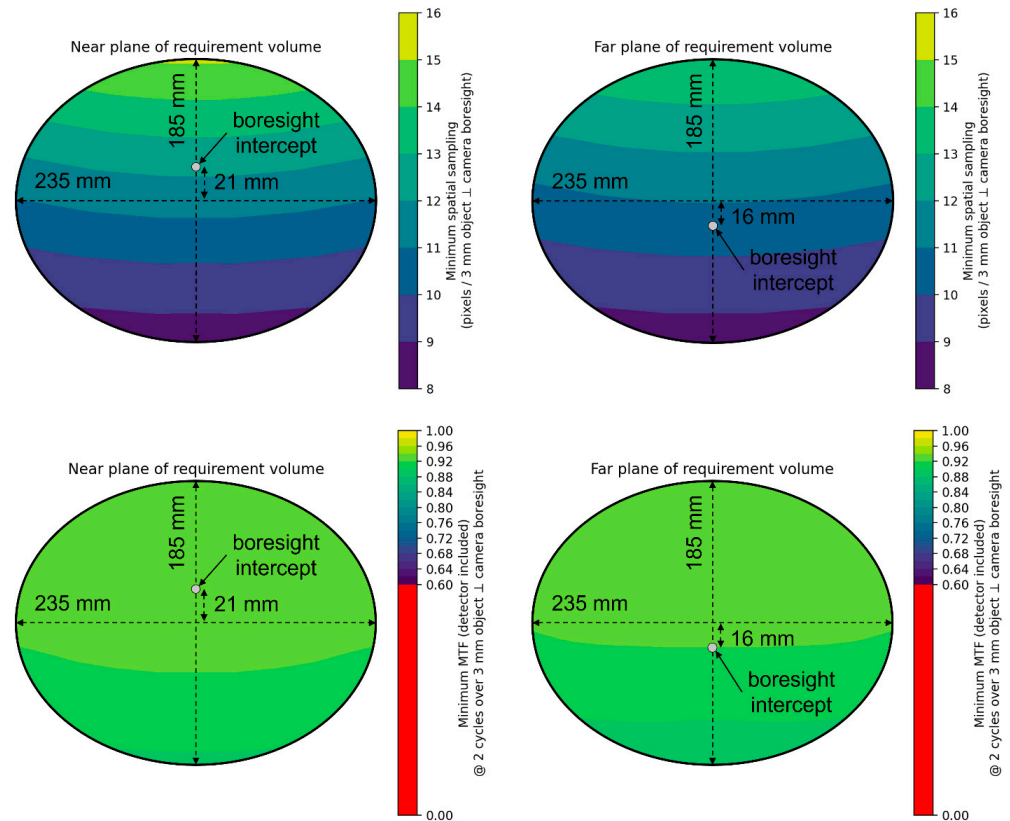 Near plane of requirement volume
185 mm
boresight
intercept
235 mm
21 mm
16
15
14
13
12
11
10
9
8
Minimum spatial sampling
(pixels / 3 mm object ⊥ camera boresight)
Far plane of requirement volume
185 mm
235 mm
16 mm
boresight
intercept
16
15
14
13
12
11
10
9
8
Minimum spatial sampling
(pixels / 3 mm object ⊥ camera boresight)
Near plane of requirement volume
185 mm
boresight
intercept
235 mm
21 mm
1.00
0.96
0.92
0.88
0.84
0.80
0.76
0.72
0.68
0.64
0.60
0.00
Minimum MTF (detector included)
@ 2 cycles over 3 mm object ⊥ camera boresight
Far plane of requirement volume
185 mm
235 mm
16 mm
boresight
intercept
1.00
0.96
0.92
0.88
0.84
0.80
0.76
0.72
0.68
0.64
0.60
0.00
Minimum MTF (detector included)
@ 2 cycles over 3 mm object ⊥ camera boresight